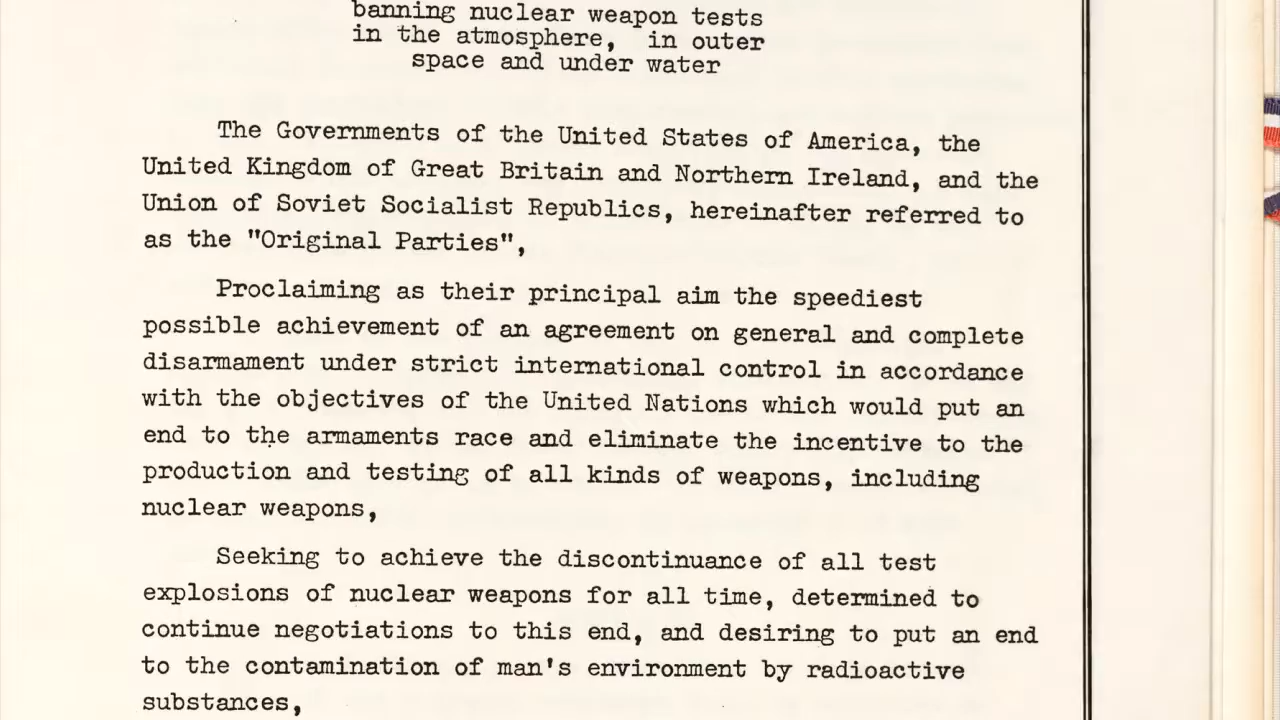 banning nuclear weapon tests
in the atmosphere, in outer
space and under water
The Governments of the United States of America, the
United Kingdom of Great Britain and Northern Ireland, and the
Union of Soviet Socialist Republics, hereinafter referred to
as the "Original Parties",
Proclaiming as their principal aim the speediest
possible achievement of an agreement on general and complete
disarmament under strict international control in accordance
with the objectives of the United Nations which would put an
end to the armaments race and eliminate the incentive to the
production and testing of all kinds of weapons, including
nuclear weapons,
Seeking to achieve the discontinuance of all test
explosions of nuclear weapons for all time, determined to
continue negotiations to this end, and desiring to put an end
to the contamination of man's environment by radioactive
substances,